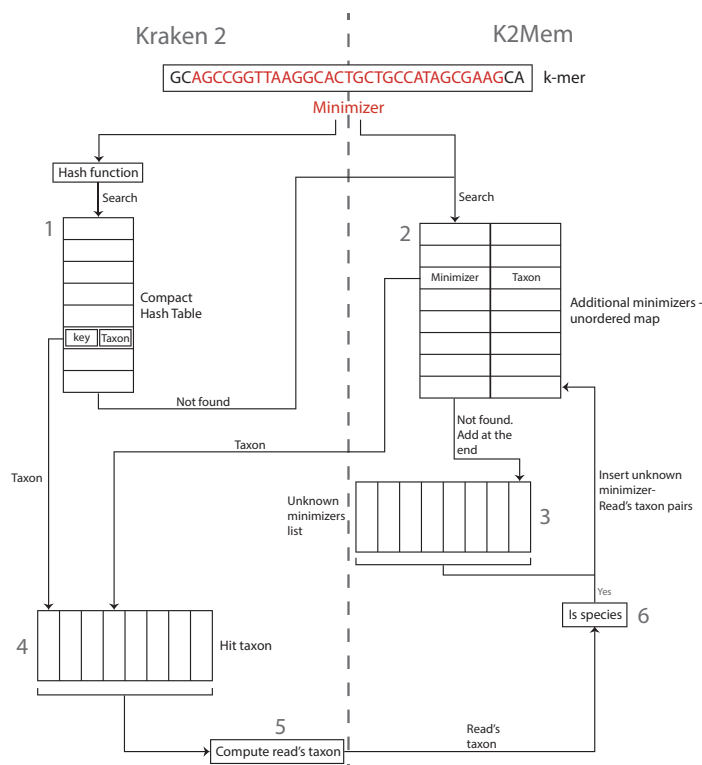 Kraken 2
K2Mem
GCAGCCGGTTAAGGCACTGCTGCCATAGCGAAGCA
k-mer
Minimizer
Hash function
Search
Search
1
2
Minimizer
Taxon
Compact
Hash Table
Additional minimizers -
unordered map
key
Taxon
Not found
Not found.
Add at the
end
Taxon
Taxon
Insert unknown
minimizer-
Read's taxon pairs
Unknown
minimizers
list
3
Yes
Is species
6
4
Hit taxon
5
Compute read's taxon
Read's
taxon